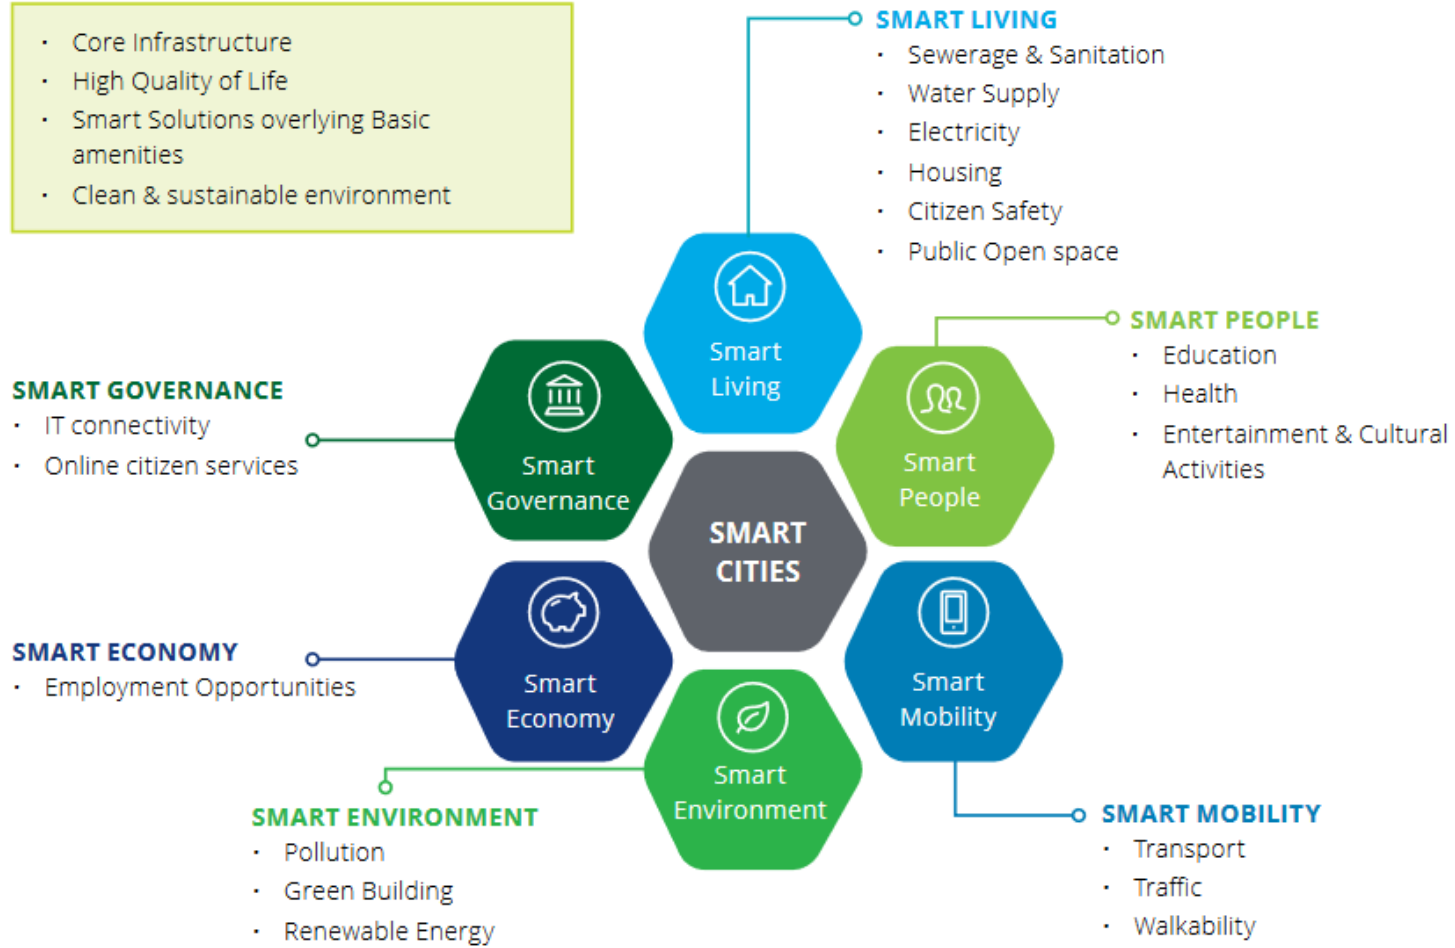 · Core Infrastructure
· High Quality of Life
· Smart Solutions overlying Basic
amenities
· Clean & sustainable environment
SMART LIVING
· Sewerage & Sanitation
· Water Supply
· Electricity
· Housing
· Citizen Safety
· Public Open space
SMART PEOPLE
· Education
· Health
· Entertainment & Cultural
Activities
SMART GOVERNANCE
· IT connectivity
· Online citizen services
Smart
Living
Smart
Governance
Smart
People
SMART
CITIES
Smart
Economy
Smart
Mobility
Smart
Environment
SMART ECONOMY
· Employment Opportunities
SMART ENVIRONMENT
· Pollution
· Green Building
· Renewable Energy
SMART MOBILITY
· Transport
· Traffic
· Walkability